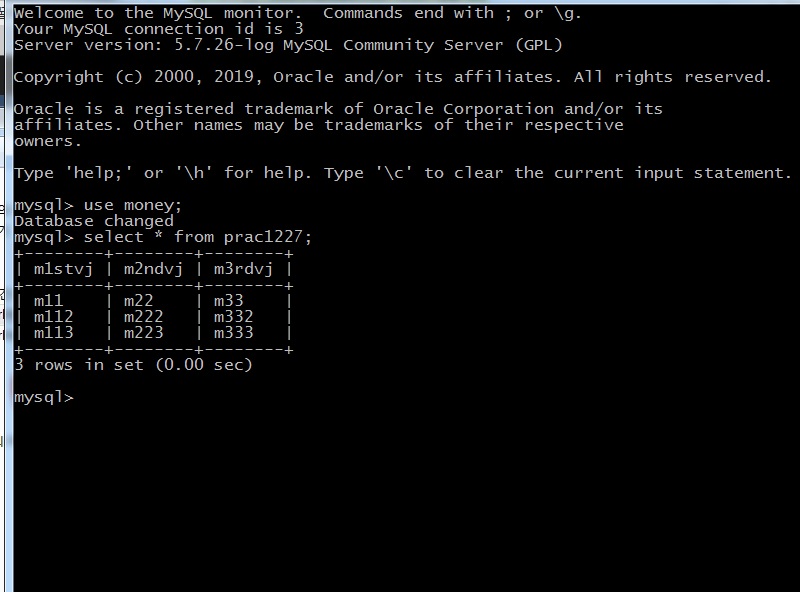 Welcome to the MySQL monitor.  Commands end with ; or \g.
Your MySQL connection id is 3
Server version: 5.7.26-log MySQL Community Server (GPL)
Copyright (c) 2000, 2019, Oracle and/or its affiliates. All rights reserved.
Oracle is a registered trademark of Oracle Corporation and/or its
affiliates. Other names may be trademarks of their respective
owners.
Type 'help;' or '\h' for help. Type '\c' to clear the current input statement.
mysql> use money;
Database changed
mysql> select * from prac1227;
+--------+--------+--------+
| m1stvj | m2ndvj | m3rdvj |
+--------+--------+--------+
| m11    | m22    | m33    |
| m112   | m222   | m332   |
| m113   | m223   | m333   |
+--------+--------+--------+
3 rows in set (0.00 sec)
mysql>